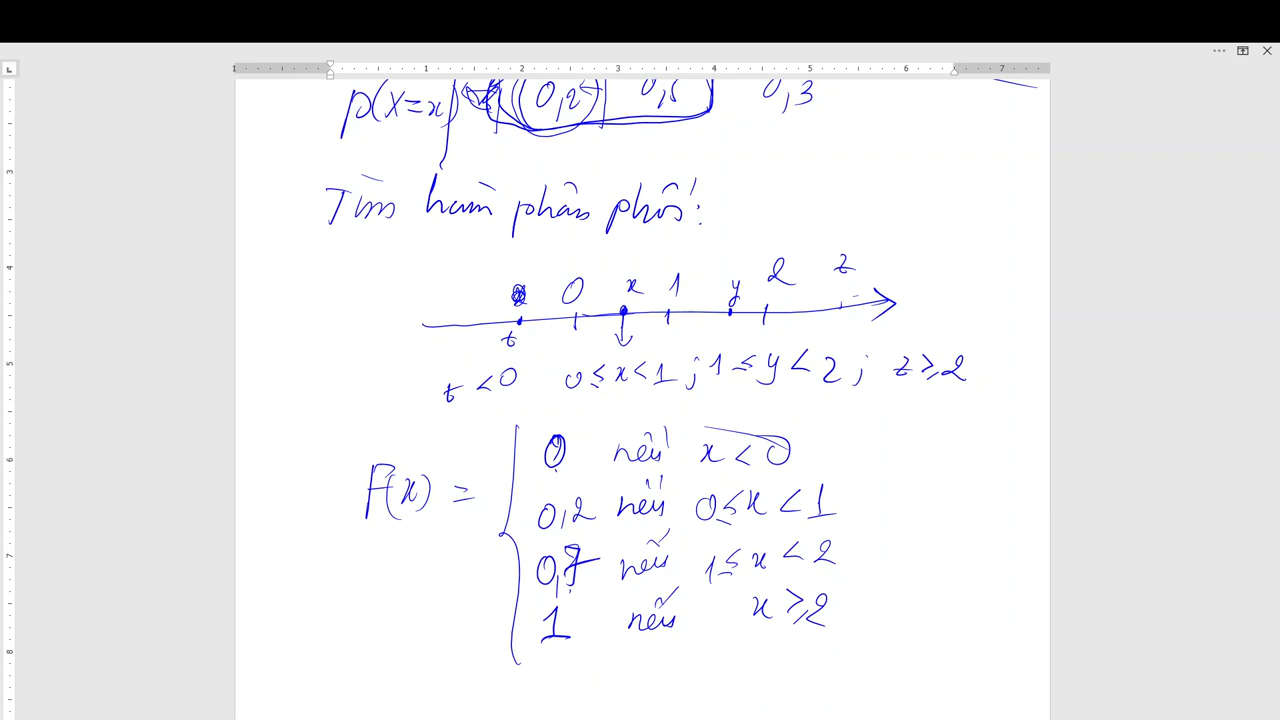 p(X=x) 0,2 0,5 0,3
Tìm hàm phân phối:
0 x 1 y 2 z
t
t < 0 0 ≤ x < 1 ; 1 ≤ y < 2 ; z ≥ 2
0 nếu x < 0
F(x) = 0,2 nếu 0 ≤ x < 1
0,7 nếu 1 ≤ x < 2
1 nếu x ≥ 2